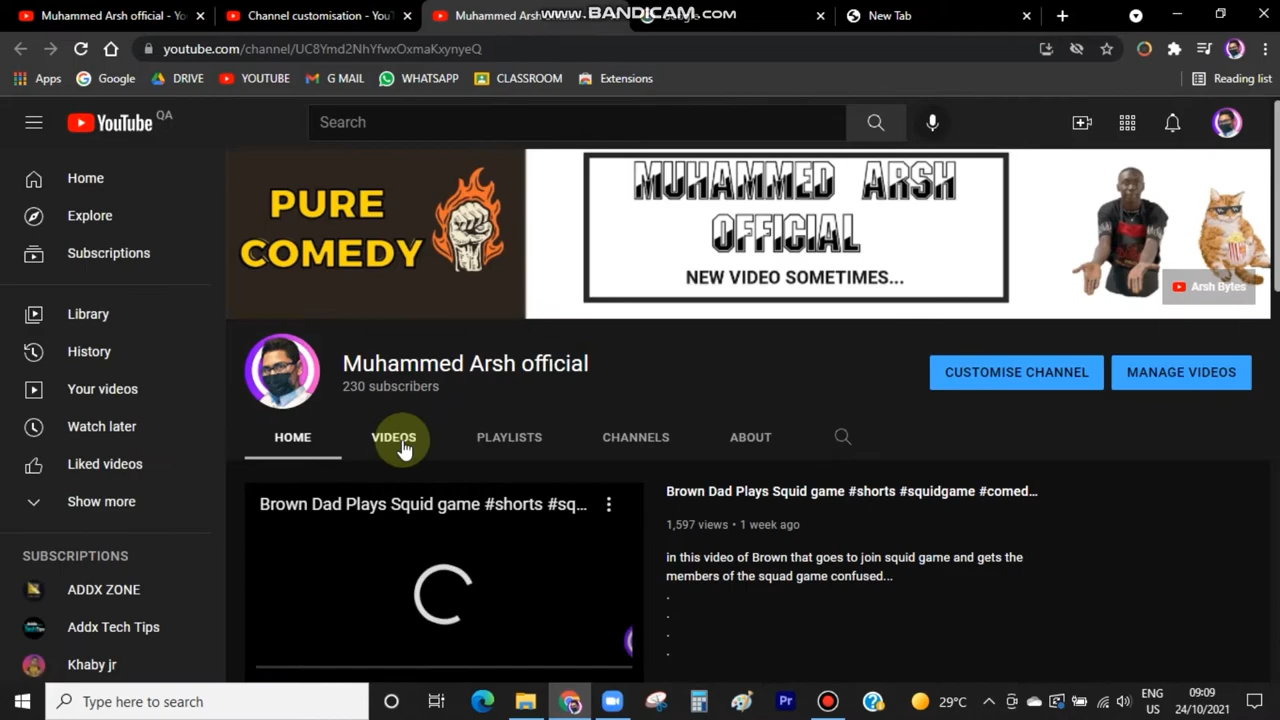 Muhammed Arsh official - Yo
Channel customisation - YouT
Muhammed Ars
www.BANDICAM.com
New Tab
youtube.com/channel/UC8Ymd2NhYfwxOxmaKxynyeQ
Apps
Google
DRIVE
YOUTUBE
G MAIL
WHATSAPP
CLASSROOM
Extensions
Reading list
YouTube QA
Search
Home
Explore
Subscriptions
Library
History
Your videos
Watch later
Liked videos
Show more
SUBSCRIPTIONS
ADDX ZONE
Addx Tech Tips
Khaby jr
PURE
COMEDY
MUHAMMED ARSH
OFFICIAL
NEW VIDEO SOMETIMES...
Arsh Bytes
Muhammed Arsh official
230 subscribers
CUSTOMISE CHANNEL
MANAGE VIDEOS
HOME
VIDEOS
PLAYLISTS
CHANNELS
ABOUT
Brown Dad Plays Squid game #shorts #sq...
Brown Dad Plays Squid game #shorts #squidgame #comed...
1,597 views • 1 week ago
in this video of Brown that goes to join squid game and gets the
members of the squad game confused...
.
.
.
.
Type here to search
Pr
29°C
ENG
US
09:09
24/10/2021